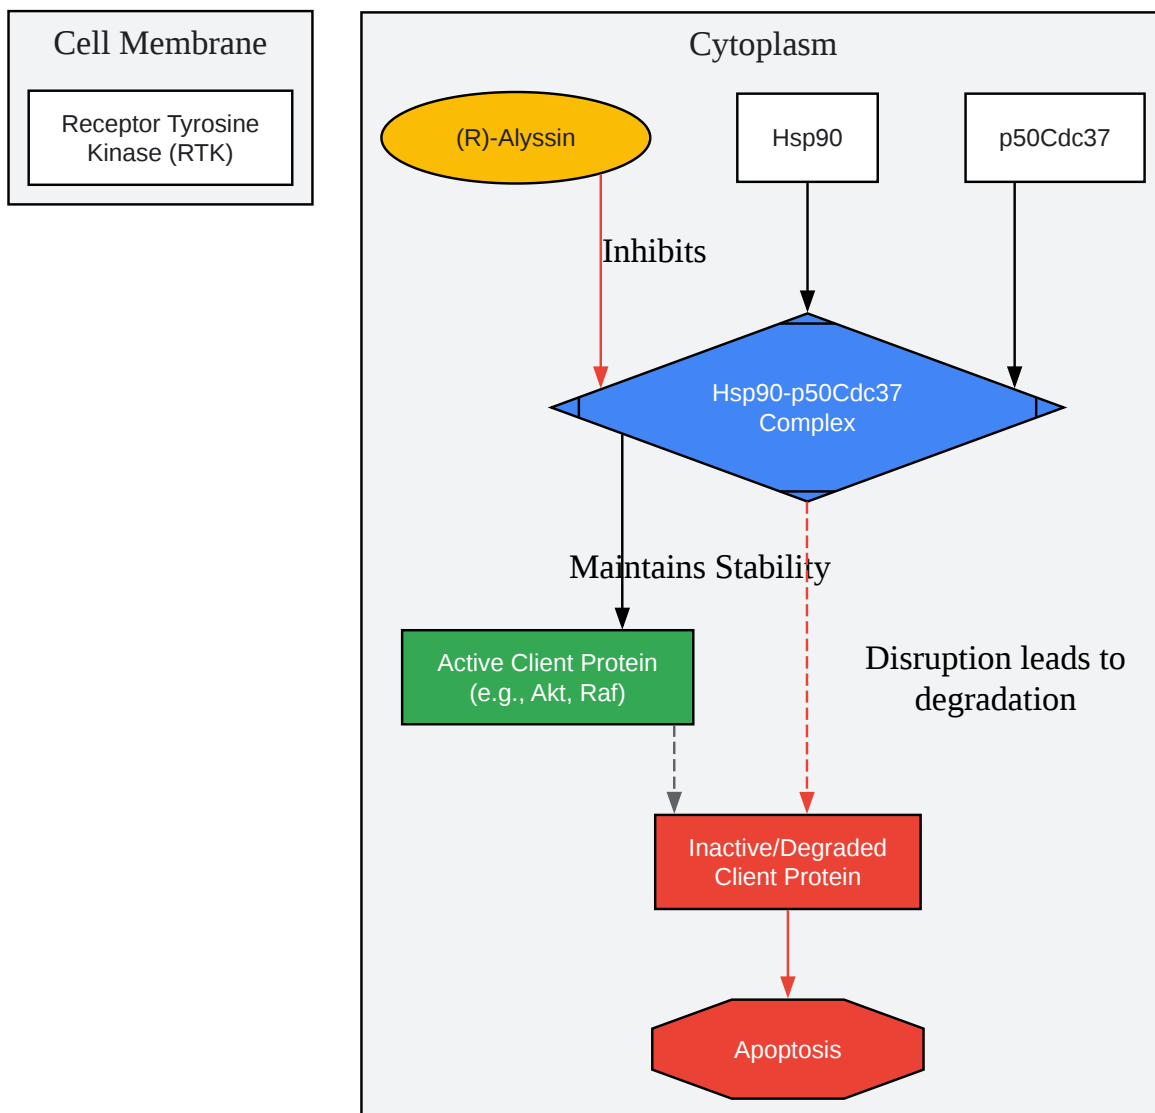 Cell Membrane
Receptor Tyrosine
Kinase (RTK)
Cytoplasm
(R)-Alyssin
Hsp90
p50Cdc37
Inhibits
Hsp90-p50Cdc37
Complex
Maintains Stability
Active Client Protein
(e.g., Akt, Raf)
Disruption leads to
degradation
Inactive/Degraded
Client Protein
Apoptosis